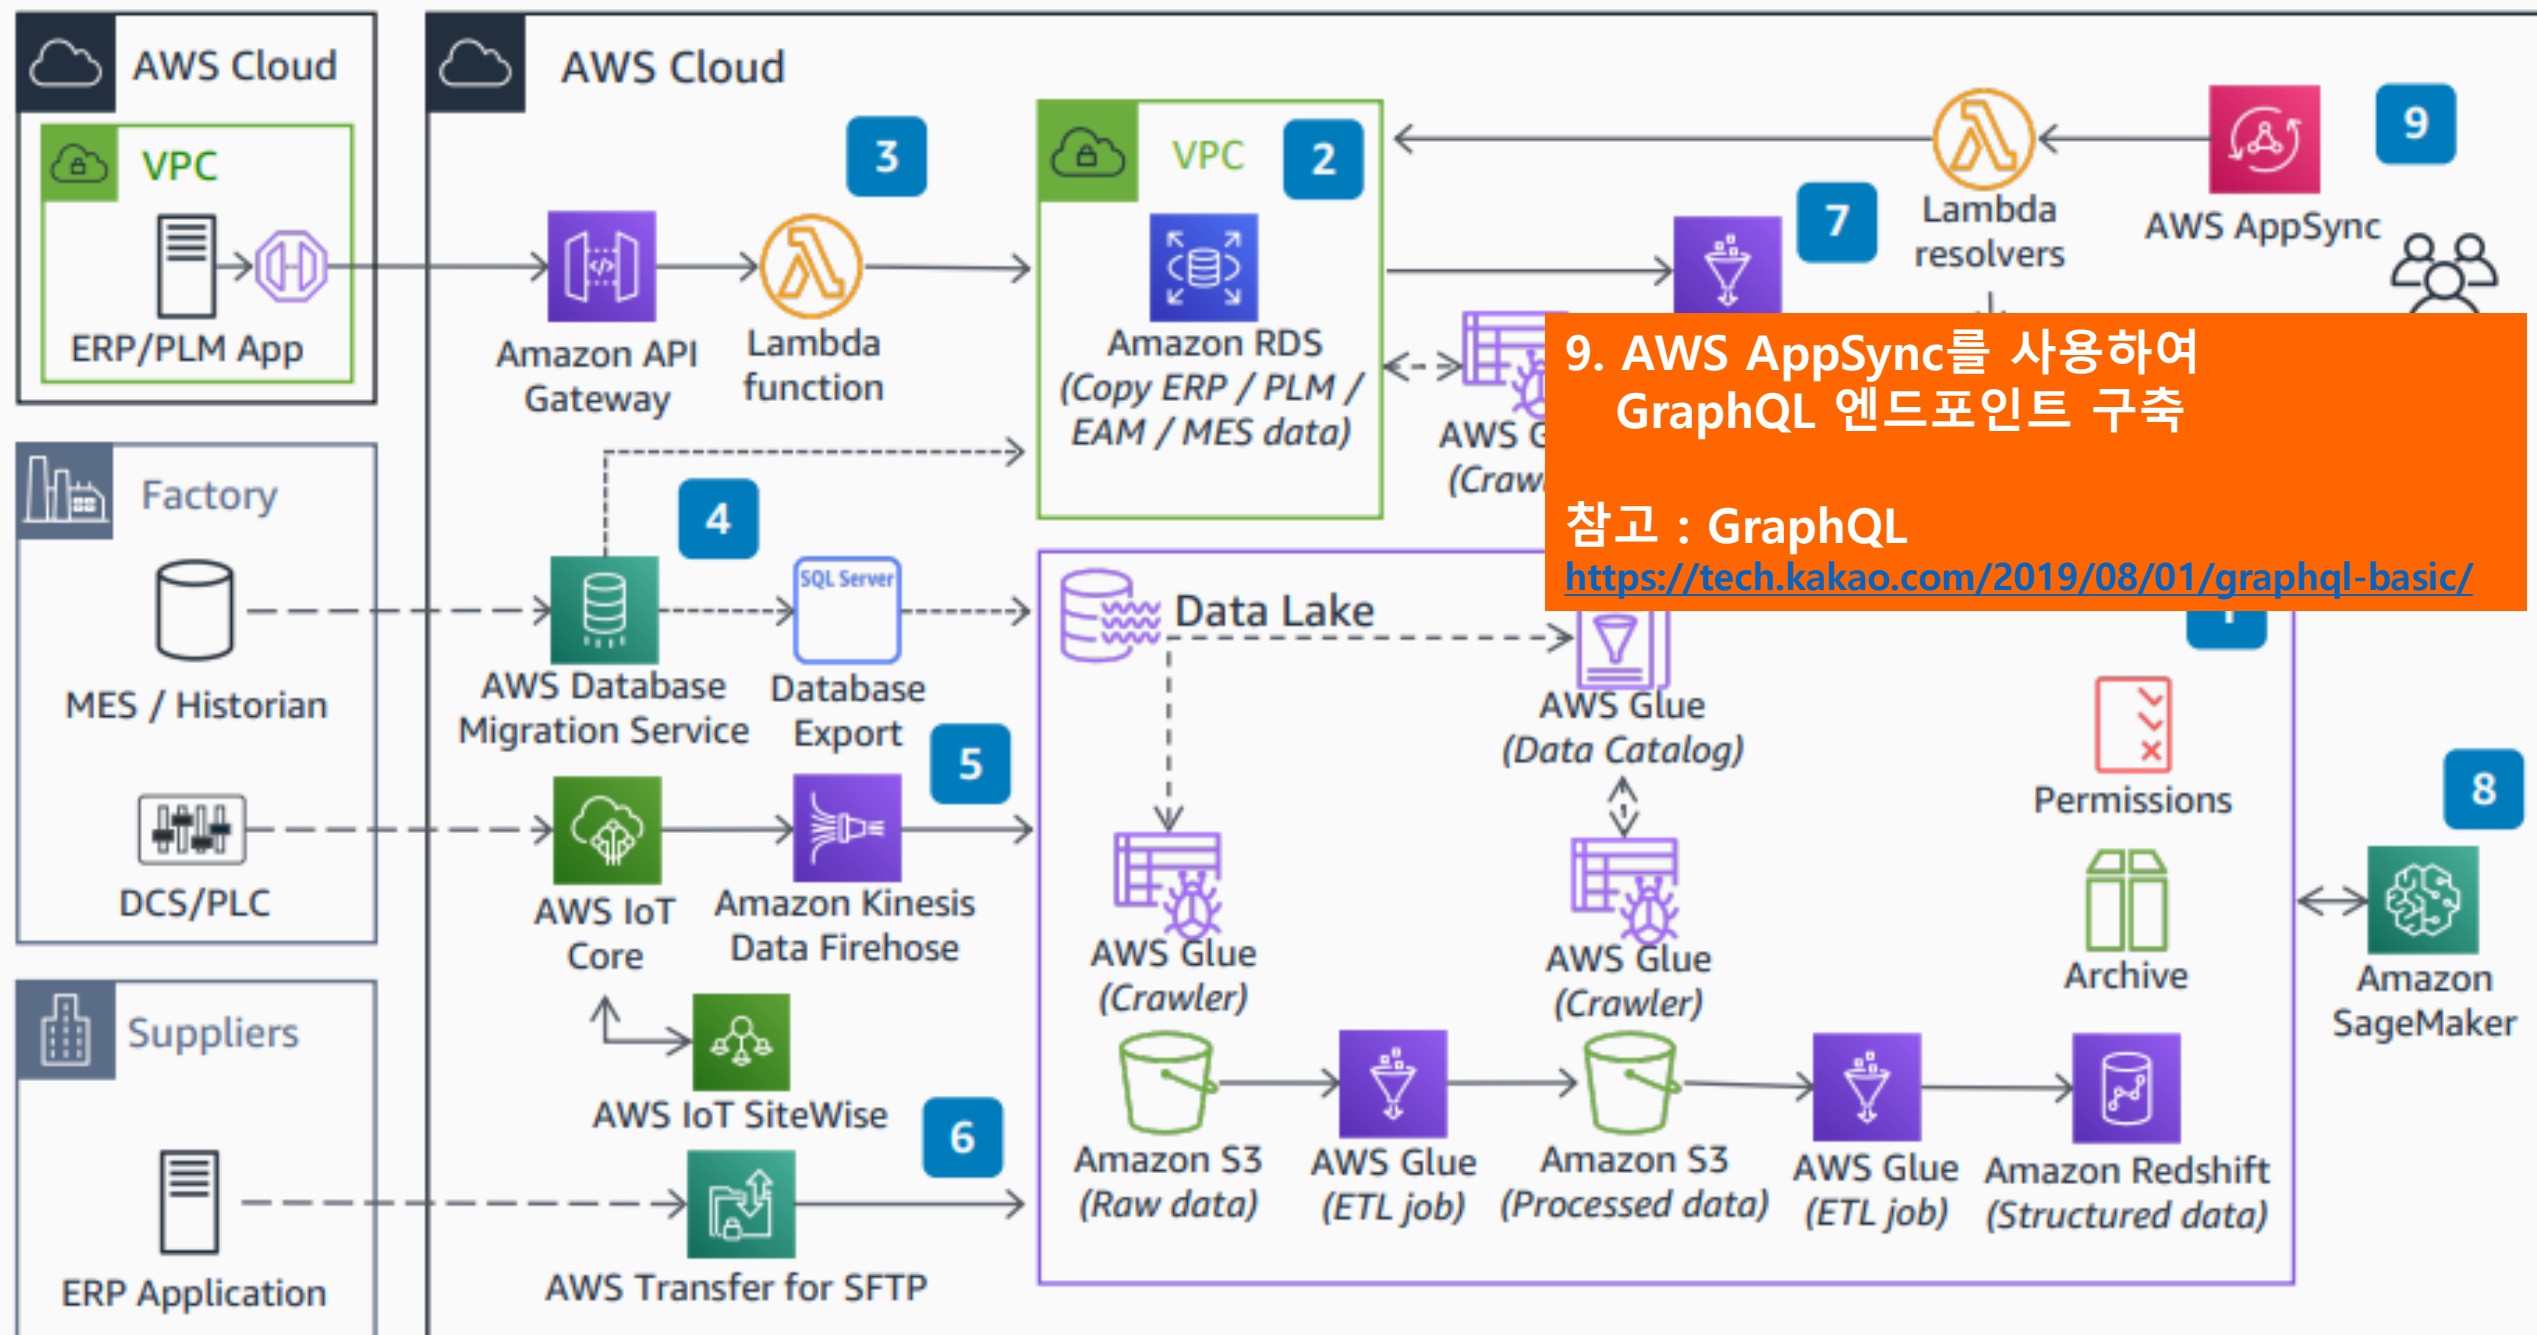 AWS Cloud
VPC
ERP/PLM App
Factory
MES / Historian
DCS/PLC
Suppliers
ERP Application
AWS Cloud
3
Amazon API
Gateway
Lambda
function
VPC
2
Amazon RDS
(Copy ERP / PLM /
EAM / MES data)
7
Lambda
resolvers
AWS AppSync
9
AWS
(Craw
9. AWS AppSync를 사용하여
GraphQL 엔드포인트 구축
참고 : GraphQL
https://tech.kakao.com/2019/08/01/graphql-basic/
4
SQL Server
AWS Database
Migration Service
Database
Export
5
AWS IoT
Core
Amazon Kinesis
Data Firehose
AWS IoT SiteWise
6
AWS Transfer for SFTP
Data Lake
AWS Glue
(Data Catalog)
Permissions
8
AWS Glue
(Crawler)
AWS Glue
(Crawler)
Archive
Amazon
SageMaker
Amazon S3
(Raw data)
AWS Glue
(ETL job)
Amazon S3
(Processed data)
AWS Glue
(ETL job)
Amazon Redshift
(Structured data)